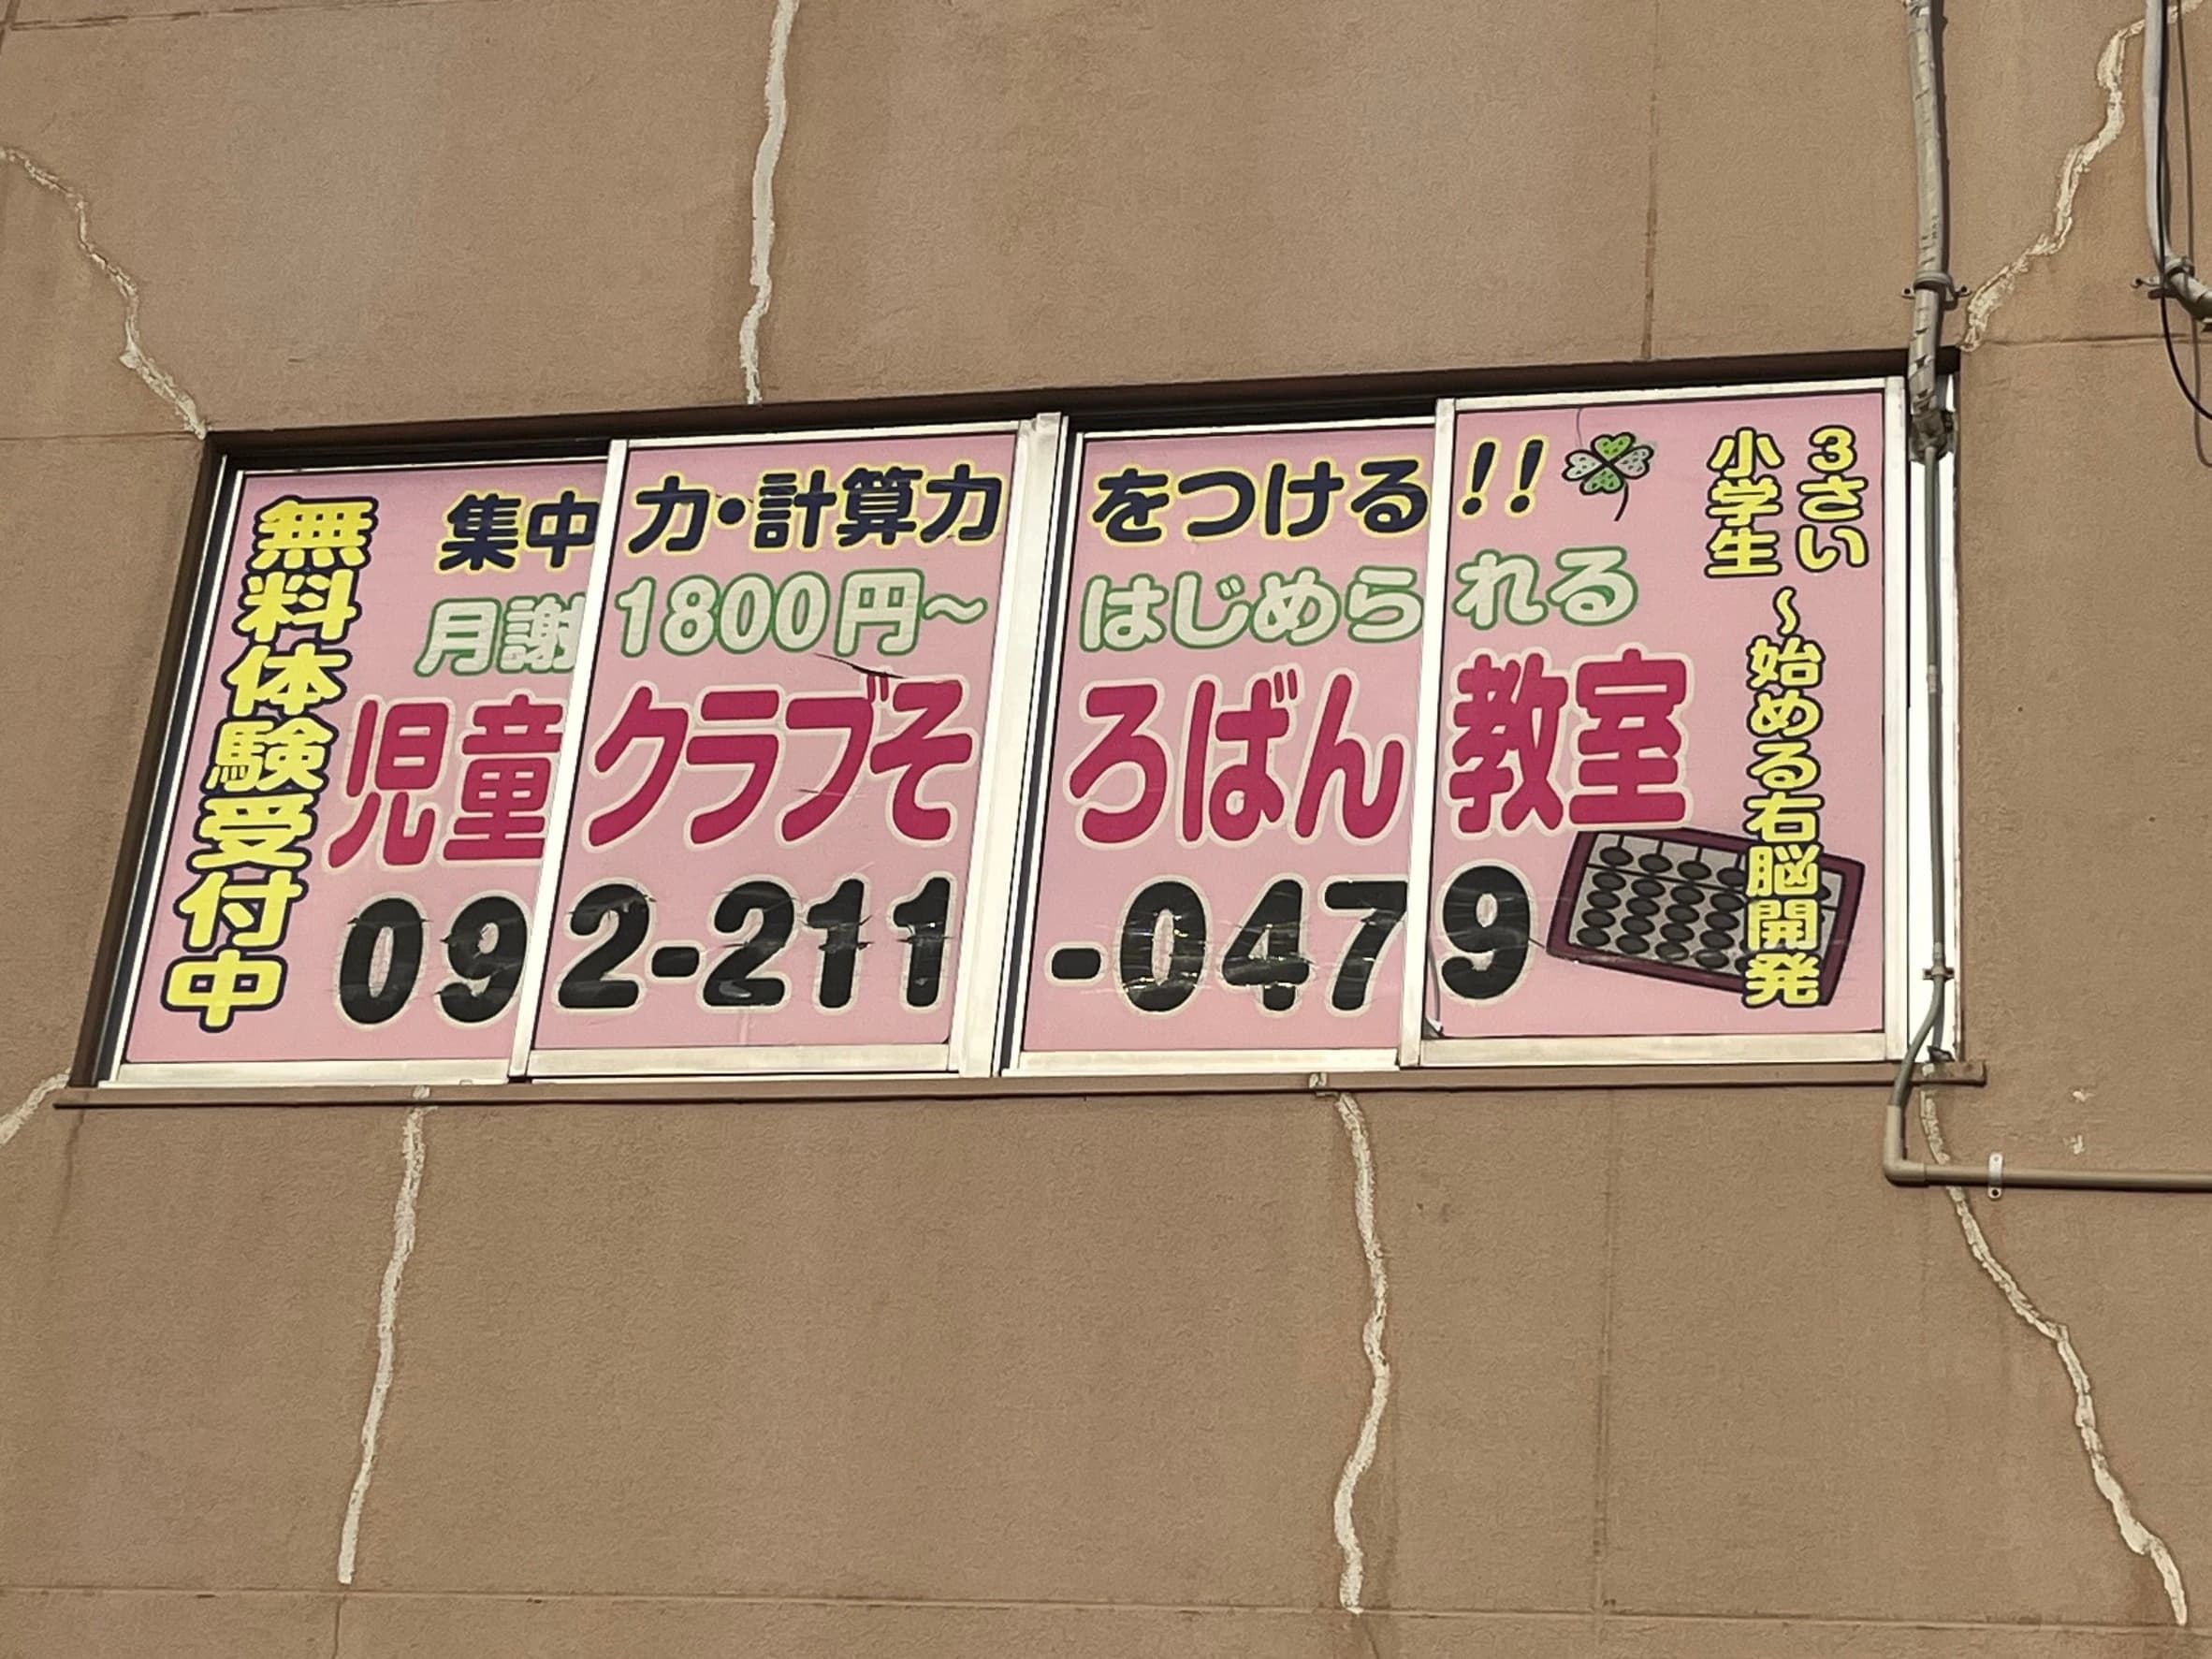 集中力・計算力をつける!!
月謝1800円～はじめられる
児童クラブそろばん教室
092-211-0479
3さい
小学生
～始める右脳開発
無料体験受付中